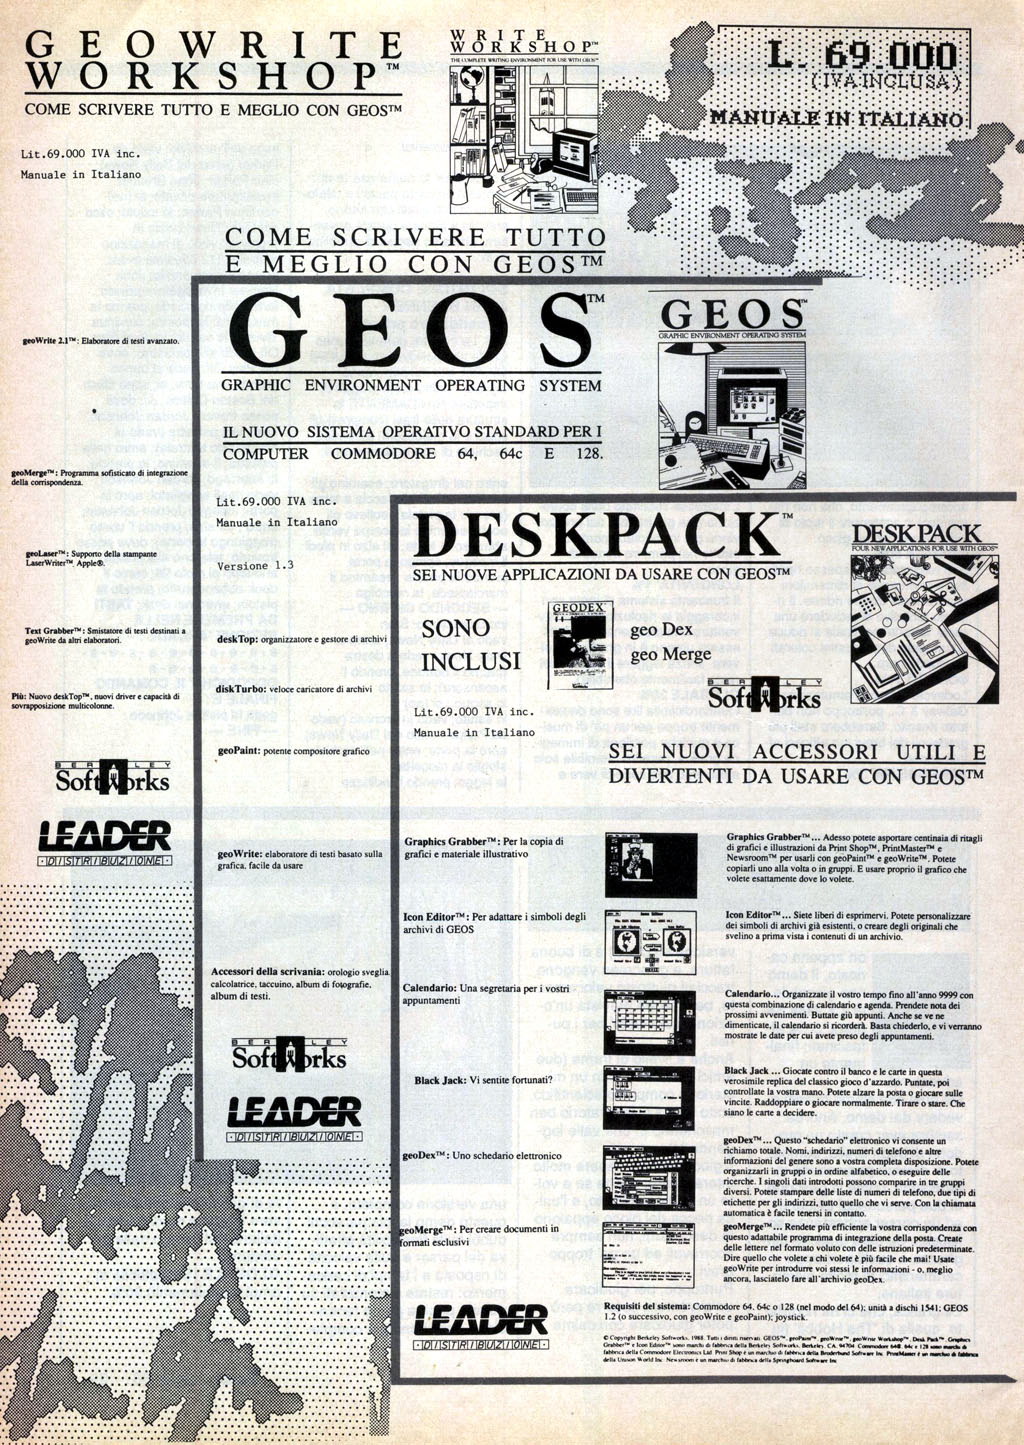 GEOWRITE
WORKSHOP™
COME SCRIVERE TUTTO E MEGLIO CON GEOS™
Lit.69.000 IVA inc.
Manuale in Italiano
WRITE
WORKSHOP™
THE COMPLETE WRITING ENVIRONMENT FOR USE WITH GEOS™
L. 69.000
(IVA INCLUSA)
MANUALE IN ITALIANO
COME SCRIVERE TUTTO
E MEGLIO CON GEOS™
geoWrite 2.1™: Elaboratore di testi avanzato.
geoMerge™: Programma sofisticato di integrazione
della corrispondenza.
geoLaser™: Supporto della stampante
LaserWriter™ Apple®.
Text Grabber™: Smistatore di testi destinati a
geoWrite da altri elaboratori.
Più: Nuovo deskTop™, nuovi driver e capacità di
sovrapposizione multicolonne.
BERKELEY
Softworks
LEADER
·DISTRIBUZIONE·
GEOS™
GRAPHIC ENVIRONMENT OPERATING SYSTEM
IL NUOVO SISTEMA OPERATIVO STANDARD PER I
COMPUTER COMMODORE 64, 64c E 128.
GEOS™
GRAPHIC ENVIRONMENT OPERATING SYSTEM
Lit.69.000 IVA inc.
Manuale in Italiano
Versione 1.3
deskTop: organizzatore e gestore di archivi
diskTurbo: veloce caricatore di archivi
geoPaint: potente compositore grafico
geoWrite: elaboratore di testi basato sulla
grafica, facile da usare
Accessori della scrivania: orologio sveglia,
calcolatrice, taccuino, album di fotografie,
album di testi.
BERKELEY
Softworks
LEADER
·DISTRIBUZIONE·
DESKPACK™
SEI NUOVE APPLICAZIONI DA USARE CON GEOS™
DESKPACK
FOUR NEW APPLICATIONS FOR USE WITH GEOS™
SONO
INCLUSI
GEODEX
geo Dex
geo Merge
BERKELEY
Softworks
Lit.69.000 IVA inc.
Manuale in Italiano
SEI NUOVI ACCESSORI UTILI E
DIVERTENTI DA USARE CON GEOS™
Graphics Grabber™: Per la copia di
grafici e materiale illustrativo
Graphics Grabber™... Adesso potete asportare centinaia di ritagli
di grafici e illustrazioni da Print Shop™, PrintMaster™ e
Newsroom™ per usarli con geoPaint™ e geoWrite™. Potete
copiarli uno alla volta o in gruppi. E usare proprio il grafico che
volete esattamente dove lo volete.
Icon Editor™: Per adattare i simboli degli
archivi di GEOS
Icon Editor™... Siete liberi di esprimervi. Potete personalizzare
dei simboli di archivi già esistenti, o creare degli originali che
svelino a prima vista i contenuti di un archivio.
Calendario: Una segretaria per i vostri
appuntamenti
Calendario... Organizzate il vostro tempo fino all'anno 9999 con
questa combinazione di calendario e agenda. Prendete nota dei
prossimi avvenimenti. Buttate giù appunti. Anche se ve ne
dimenticate, il calendario si ricorderà. Basta chiederlo, e vi verranno
mostrate le date per cui avete preso degli appuntamenti.
Black Jack: Vi sentite fortunati?
Black Jack ... Giocate contro il banco e le carte in questa
verosimile replica del classico gioco d'azzardo. Puntate, poi
controllate la vostra mano. Potete alzare la posta o giocare sulle
vincite. Raddoppiare o giocare normalmente. Tirare o stare. Che
siano le carte a decidere.
geoDex™: Uno schedario elettronico
geoDex™... Questo "schedario" elettronico vi consente un
richiamo totale. Nomi, indirizzi, numeri di telefono e altre
informazioni del genere sono a vostra completa disposizione. Potete
organizzarli in gruppi o in ordine alfabetico, o eseguire delle
ricerche. I singoli dati introdotti possono comparire in tre gruppi
diversi. Potete stampare delle liste di numeri di telefono, due tipi di
etichette per gli indirizzi, tutto quello che vi serve. Con la chiamata
automatica è facile tenersi in contatto.
geoMerge™: Per creare documenti in
formati esclusivi
geoMerge™... Rendete più efficiente la vostra corrispondenza con
questo adattabile programma di integrazione della posta. Create
delle lettere nel formato voluto con delle istruzioni predeterminate.
Dire quello che volete a chi volete è più facile che mai! Usate
geoWrite per introdurre voi stessi le informazioni - o, meglio
ancora, lasciatelo fare all'archivio geoDex.
LEADER
·DISTRIBUZIONE·
Requisiti del sistema: Commodore 64, 64c o 128 (nel modo del 64); unità a dischi 1541; GEOS
1.2 (o successivo, con geoWrite e geoPaint); joystick.
© Copyright Berkeley Softworks, 1988. Tutti i diritti riservati. GEOS™, geoPaint™, geoWrite™, geoWrite Workshop™, Desk Pack™, Graphics
Grabber™ e Icon Editor™ sono marchi di fabbrica della Berkeley Softworks, Berkeley, CA. 94704. Commodore 64®, 64c e 128 sono marchi di
fabbrica della Commodore Electronics Ltd. Print Shop è un marchio di fabbrica della Broderbund Software Inc. PrintMaster è un marchio di fabbrica
della Unison World Inc. Newsroom è un marchio di fabbrica della Springboard Software Inc.